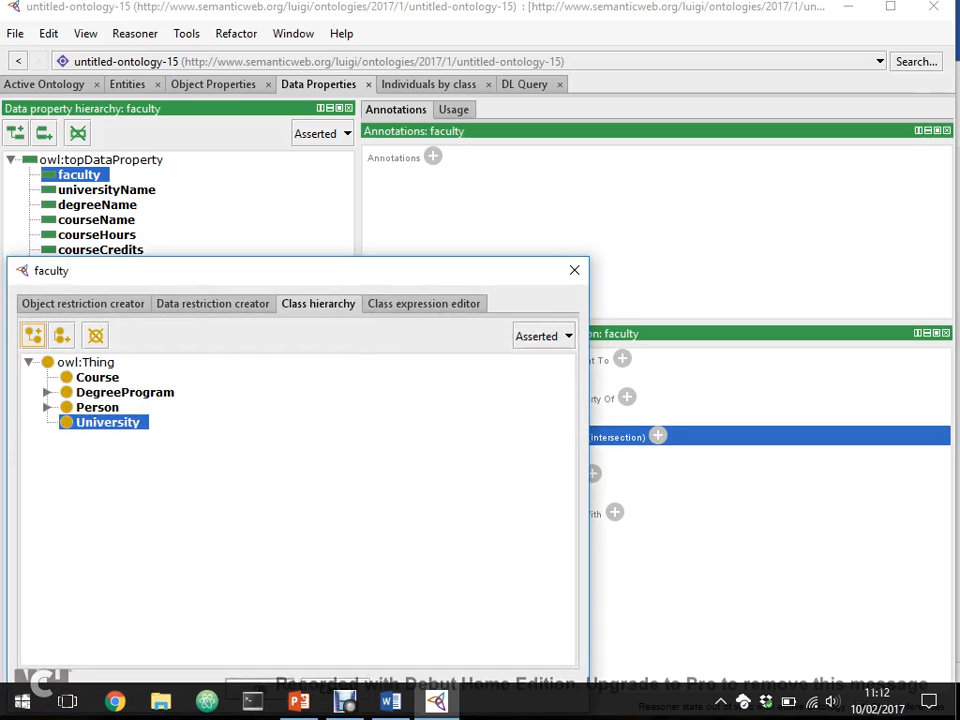 untitled-ontology-15 (http://www.semanticweb.org/luigi/ontologies/2017/1/untitled-ontology-15) : [http://www.semanticweb.org/luigi/ontologies/2017/1/un...
File Edit View Reasoner Tools Refactor Window Help
< untitled-ontology-15 (http://www.semanticweb.org/luigi/ontologies/2017/1/untitled-ontology-15) Search...
Active Ontology × Entities × Object Properties × Data Properties × Individuals by class × DL Query ×
Data property hierarchy: faculty
Asserted
owl:topDataProperty
faculty
universityName
degreeName
courseName
courseHours
courseCredits
Annotations Usage
Annotations: faculty
Annotations
faculty
Object restriction creator Data restriction creator Class hierarchy Class expression editor
Asserted
owl:Thing
Course
DegreeProgram
Person
University
on: faculty
nt To
rty Of
(intersection)
With
Recorded with Debut Home Edition. Upgrade to Pro to remove this message
11:12
10/02/2017